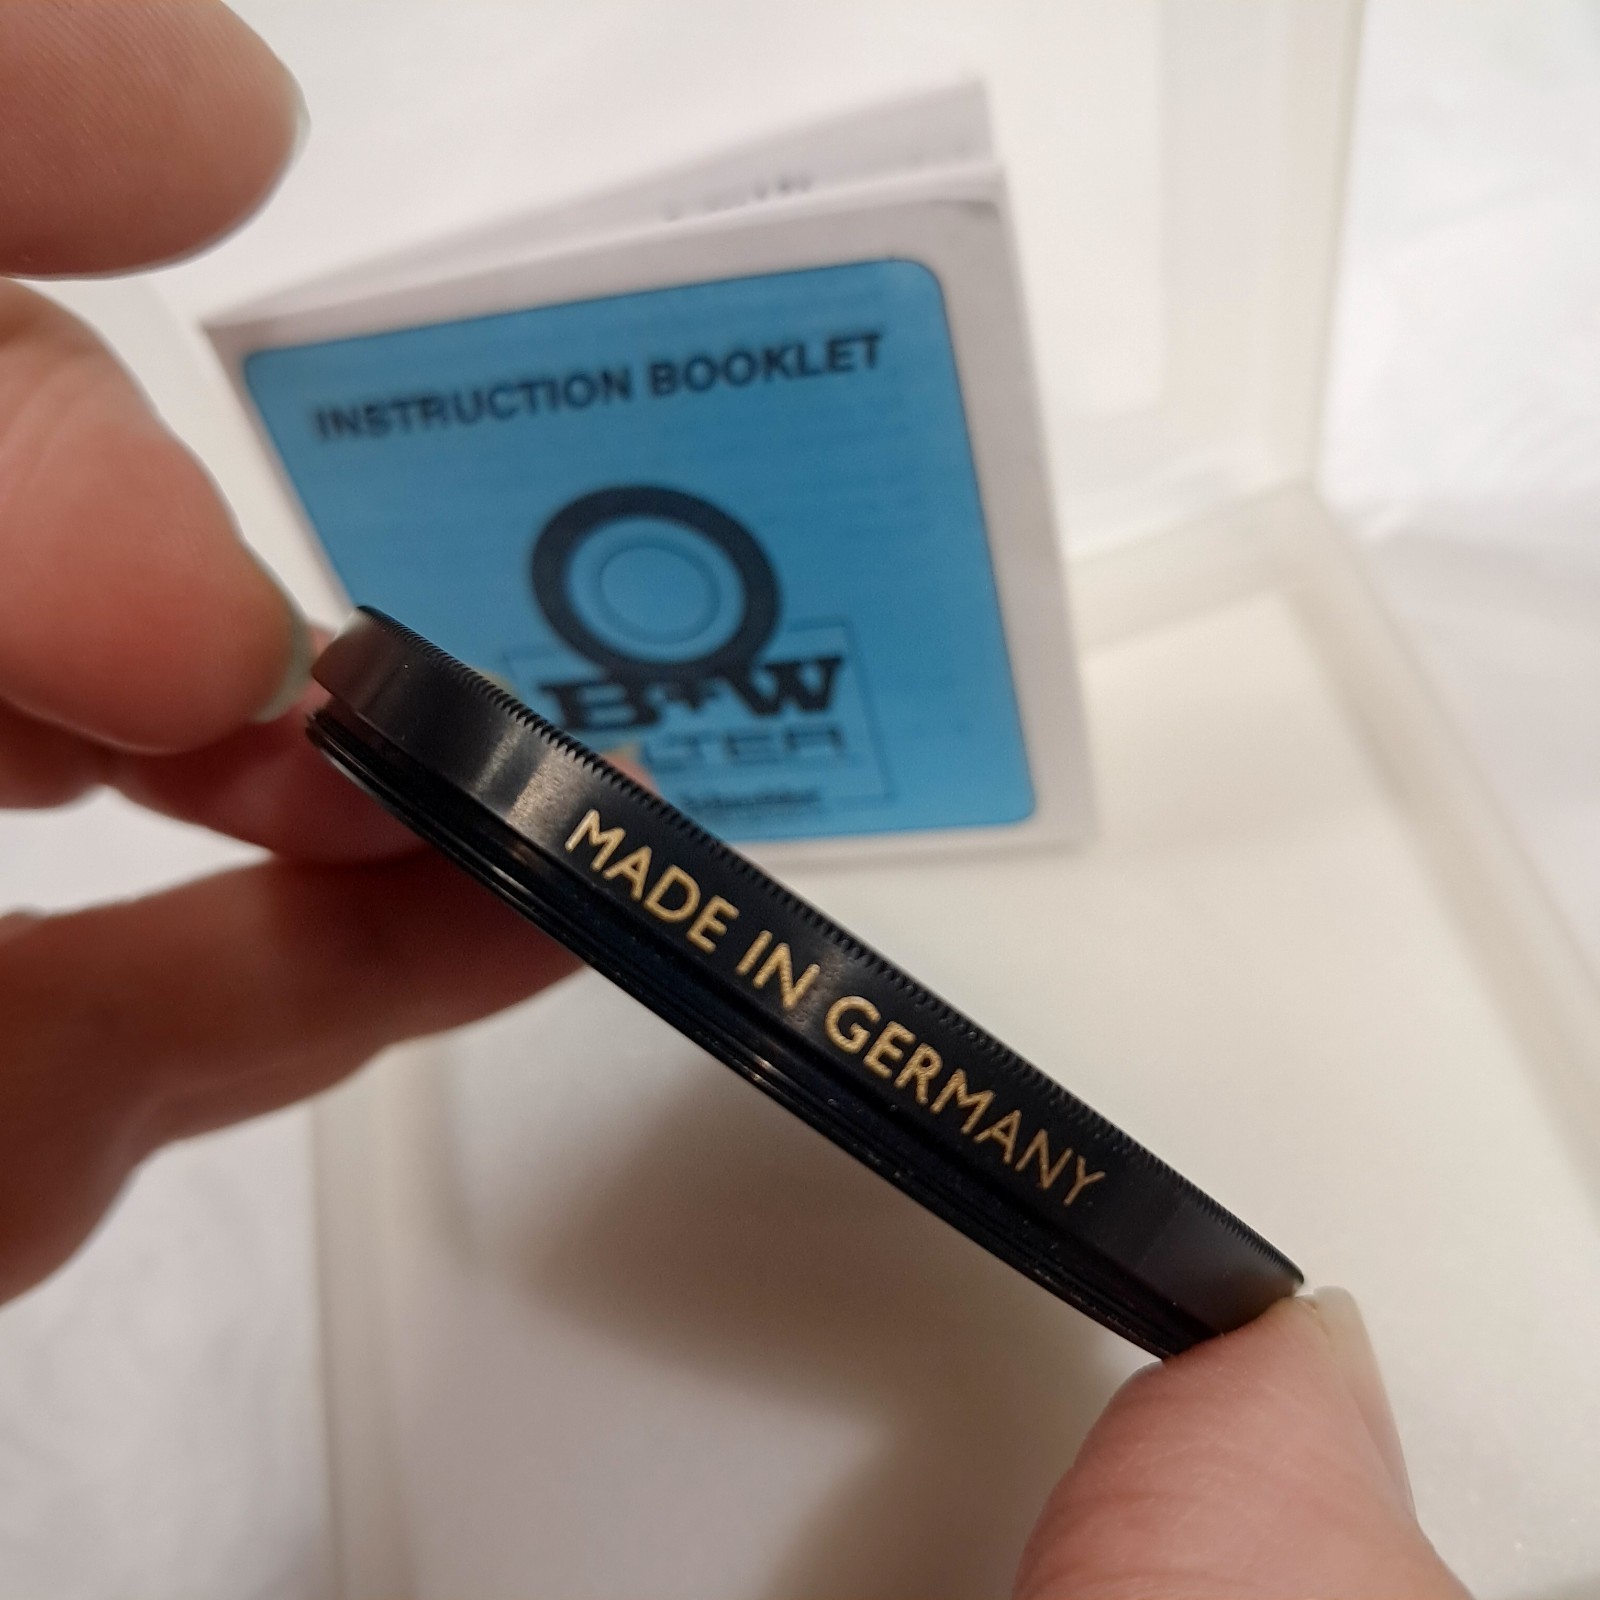 INSTRUCTION BOOKLET
B+W
MADE IN GERMANY